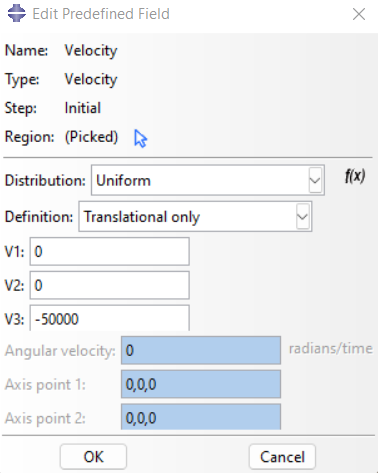 Edit Predefined Field
Name: Velocity
Type: Velocity
Step: Initial
Region: (Picked)
Distribution: Uniform f(x)
Definition: Translational only
V1: 0
V2: 0
V3: -50000
Angular velocity: 0 radians/time
Axis point 1: 0,0,0
Axis point 2: 0,0,0
OK Cancel